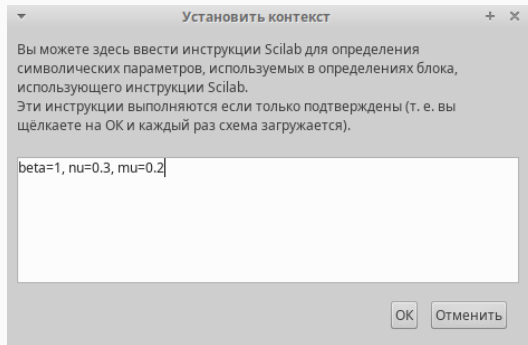 Установить контекст
Вы можете здесь ввести инструкции Scilab для определения
символических параметров, используемых в определениях блока,
использующего инструкции Scilab.
Эти инструкции выполняются если только подтверждены (т. е. вы
щёлкаете на ОК и каждый раз схема загружается).
beta=1, nu=0.3, mu=0.2
ОК Отменить